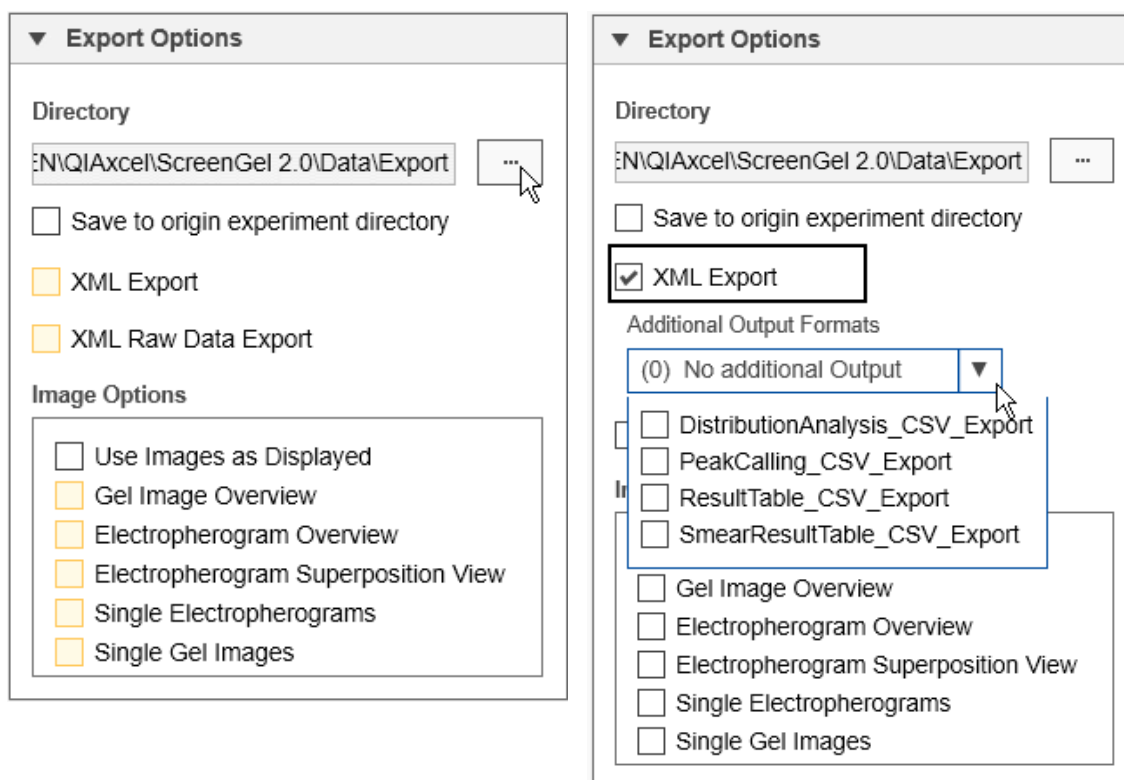 Export Options
Directory
EN\QIAxcel\ScreenGel 2.0\Data\Export
...
Save to origin experiment directory
XML Export
XML Raw Data Export
Image Options
Use Images as Displayed
Gel Image Overview
Electropherogram Overview
Electropherogram Superposition View
Single Electropherograms
Single Gel Images
Export Options
Directory
EN\QIAxcel\ScreenGel 2.0\Data\Export
...
Save to origin experiment directory
XML Export
Additional Output Formats
(0) No additional Output
DistributionAnalysis_CSV_Export
PeakCalling_CSV_Export
ResultTable_CSV_Export
SmearResultTable_CSV_Export
Gel Image Overview
Electropherogram Overview
Electropherogram Superposition View
Single Electropherograms
Single Gel Images